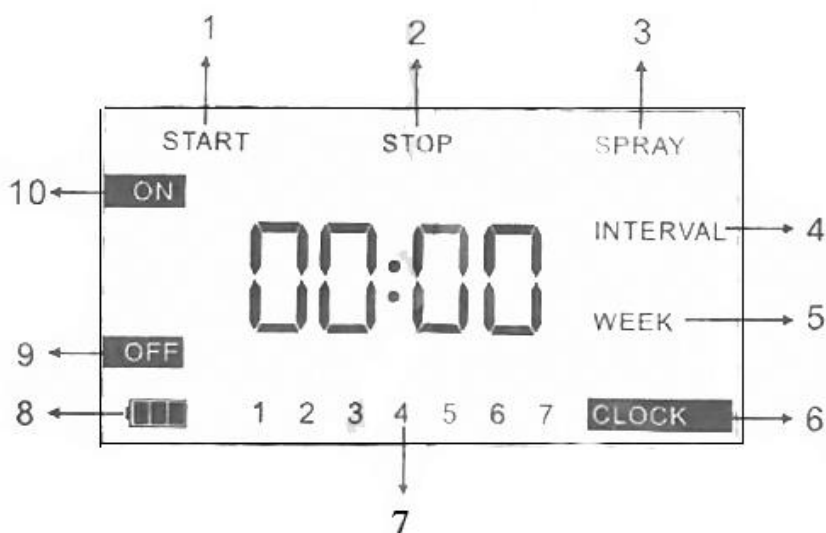 1 2 3
START STOP SPRAY
10 ON
00:00
INTERVAL 4
WEEK 5
9 OFF
8 1 2 3 4 5 6 7 CLOCK 6
7